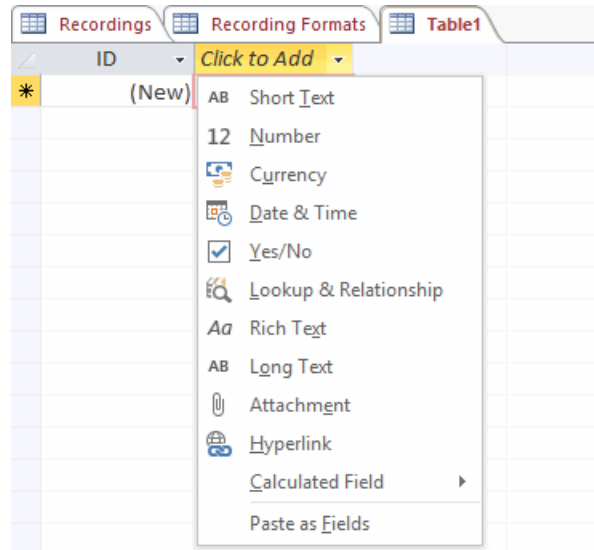 Recordings Recording Formats Table1
ID Click to Add
(New)
AB Short Text
12 Number
Currency
Date & Time
Yes/No
Lookup & Relationship
Aa Rich Text
AB Long Text
Attachment
Hyperlink
Calculated Field
Paste as Fields